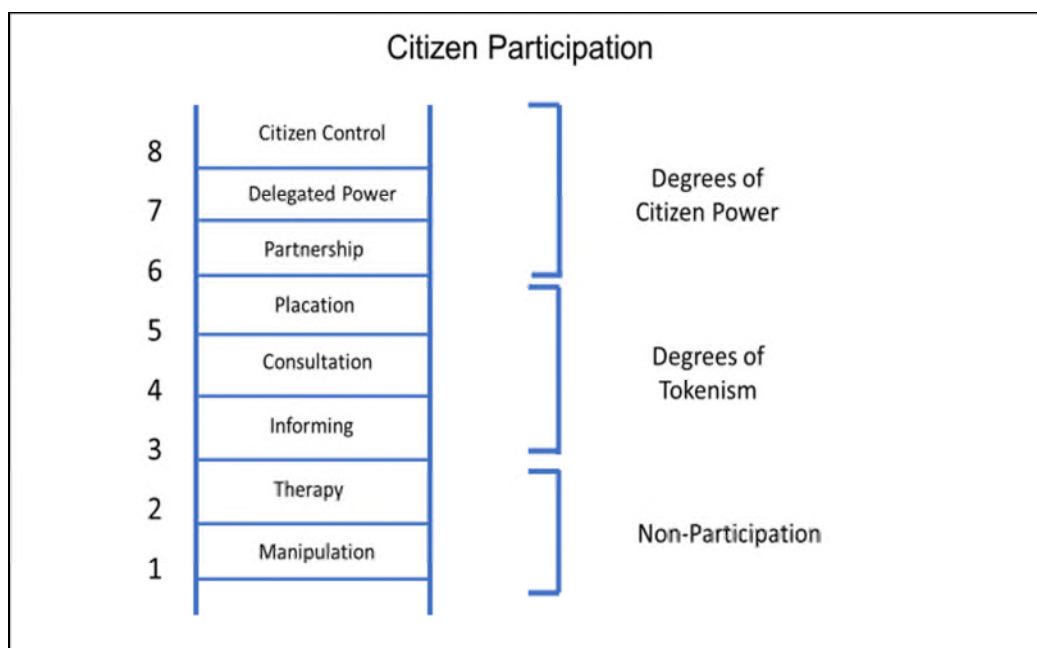 Citizen Participation
8
Citizen Control
7
Delegated Power
6
Partnership
Degrees of
Citizen Power
5
Placation
4
Consultation
3
Informing
Degrees of
Tokenism
2
Therapy
1
Manipulation
Non-Participation